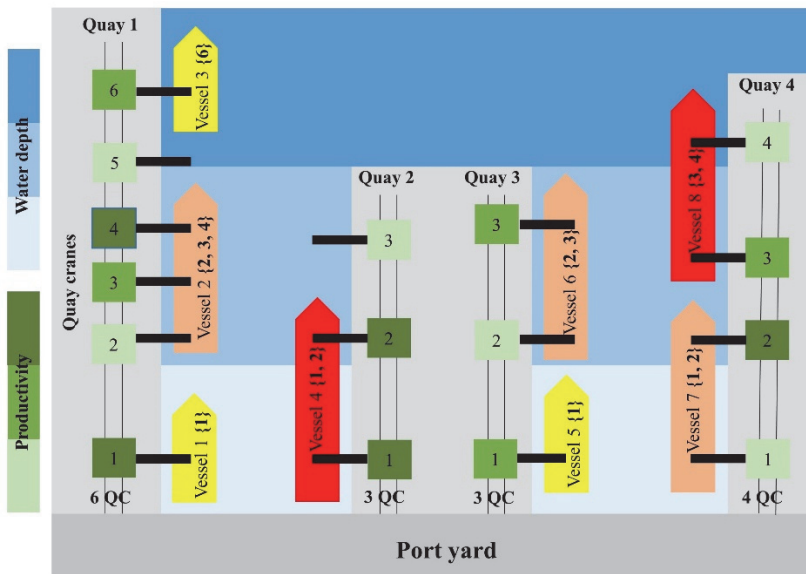 Quay 1
Water depth
Productivity
Quay cranes
6
5
4
3
2
1
6 QC
Vessel 3 {6}
Vessel 2 {2, 3, 4}
Vessel 1 {1}
Quay 2
3
2
1
3 QC
Vessel 4 {1, 2}
Quay 3
3
2
1
3 QC
Vessel 6 {2, 3}
Vessel 5 {1}
Quay 4
4
3
2
1
4 QC
Vessel 8 {3, 4}
Vessel 7 {1, 2}
Port yard